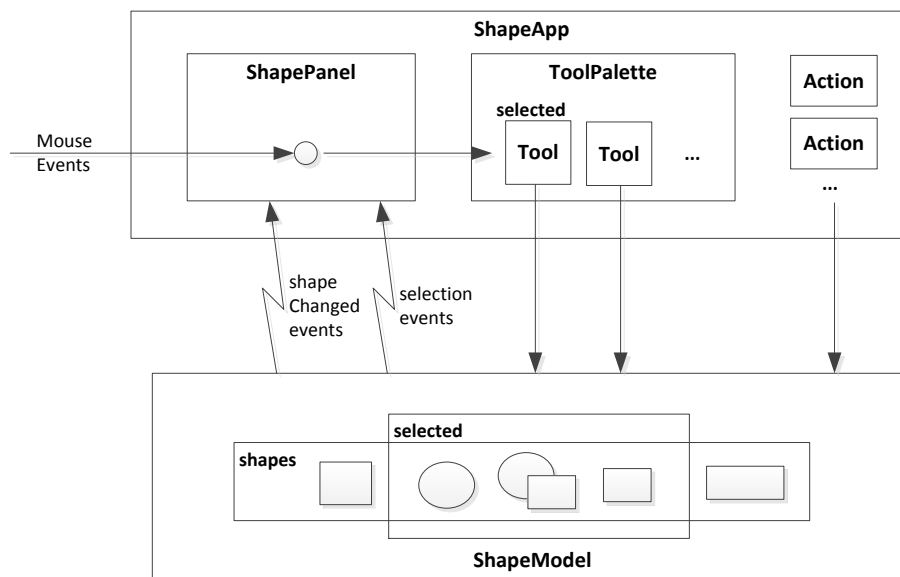 ShapeApp
ShapePanel
ToolPalette
Action
selected
Mouse
Events
Tool
Tool
...
Action
...
shape
Changed
events
selection
events
selected
shapes
ShapeModel